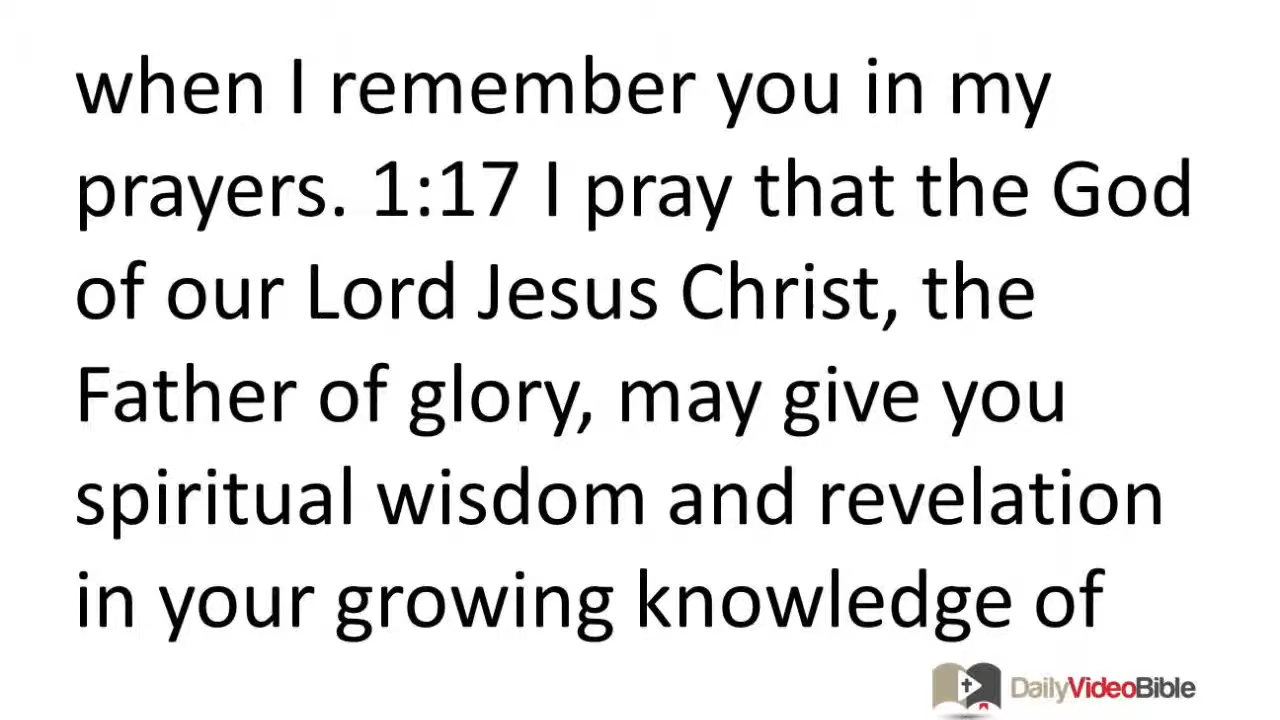 when I remember you in my
prayers. 1:17 I pray that the God
of our Lord Jesus Christ, the
Father of glory, may give you
spiritual wisdom and revelation
in your growing knowledge of
DailyVideoBible